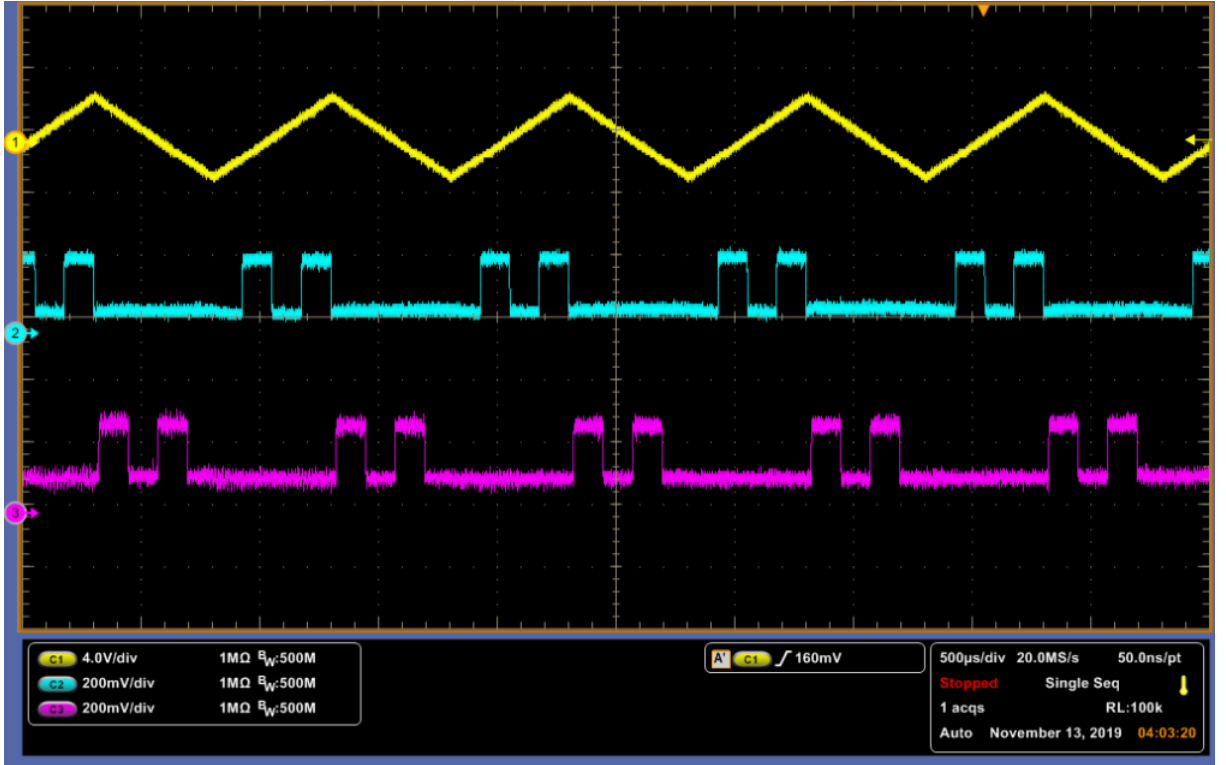 1
2
3
C1 4.0V/div 1MΩ BW:500M
C2 200mV/div 1MΩ BW:500M
C3 200mV/div 1MΩ BW:500M
A' C1 160mV
500µs/div 20.0MS/s 50.0ns/pt
Stopped Single Seq
1 acqs RL:100k
Auto November 13, 2019 04:03:20